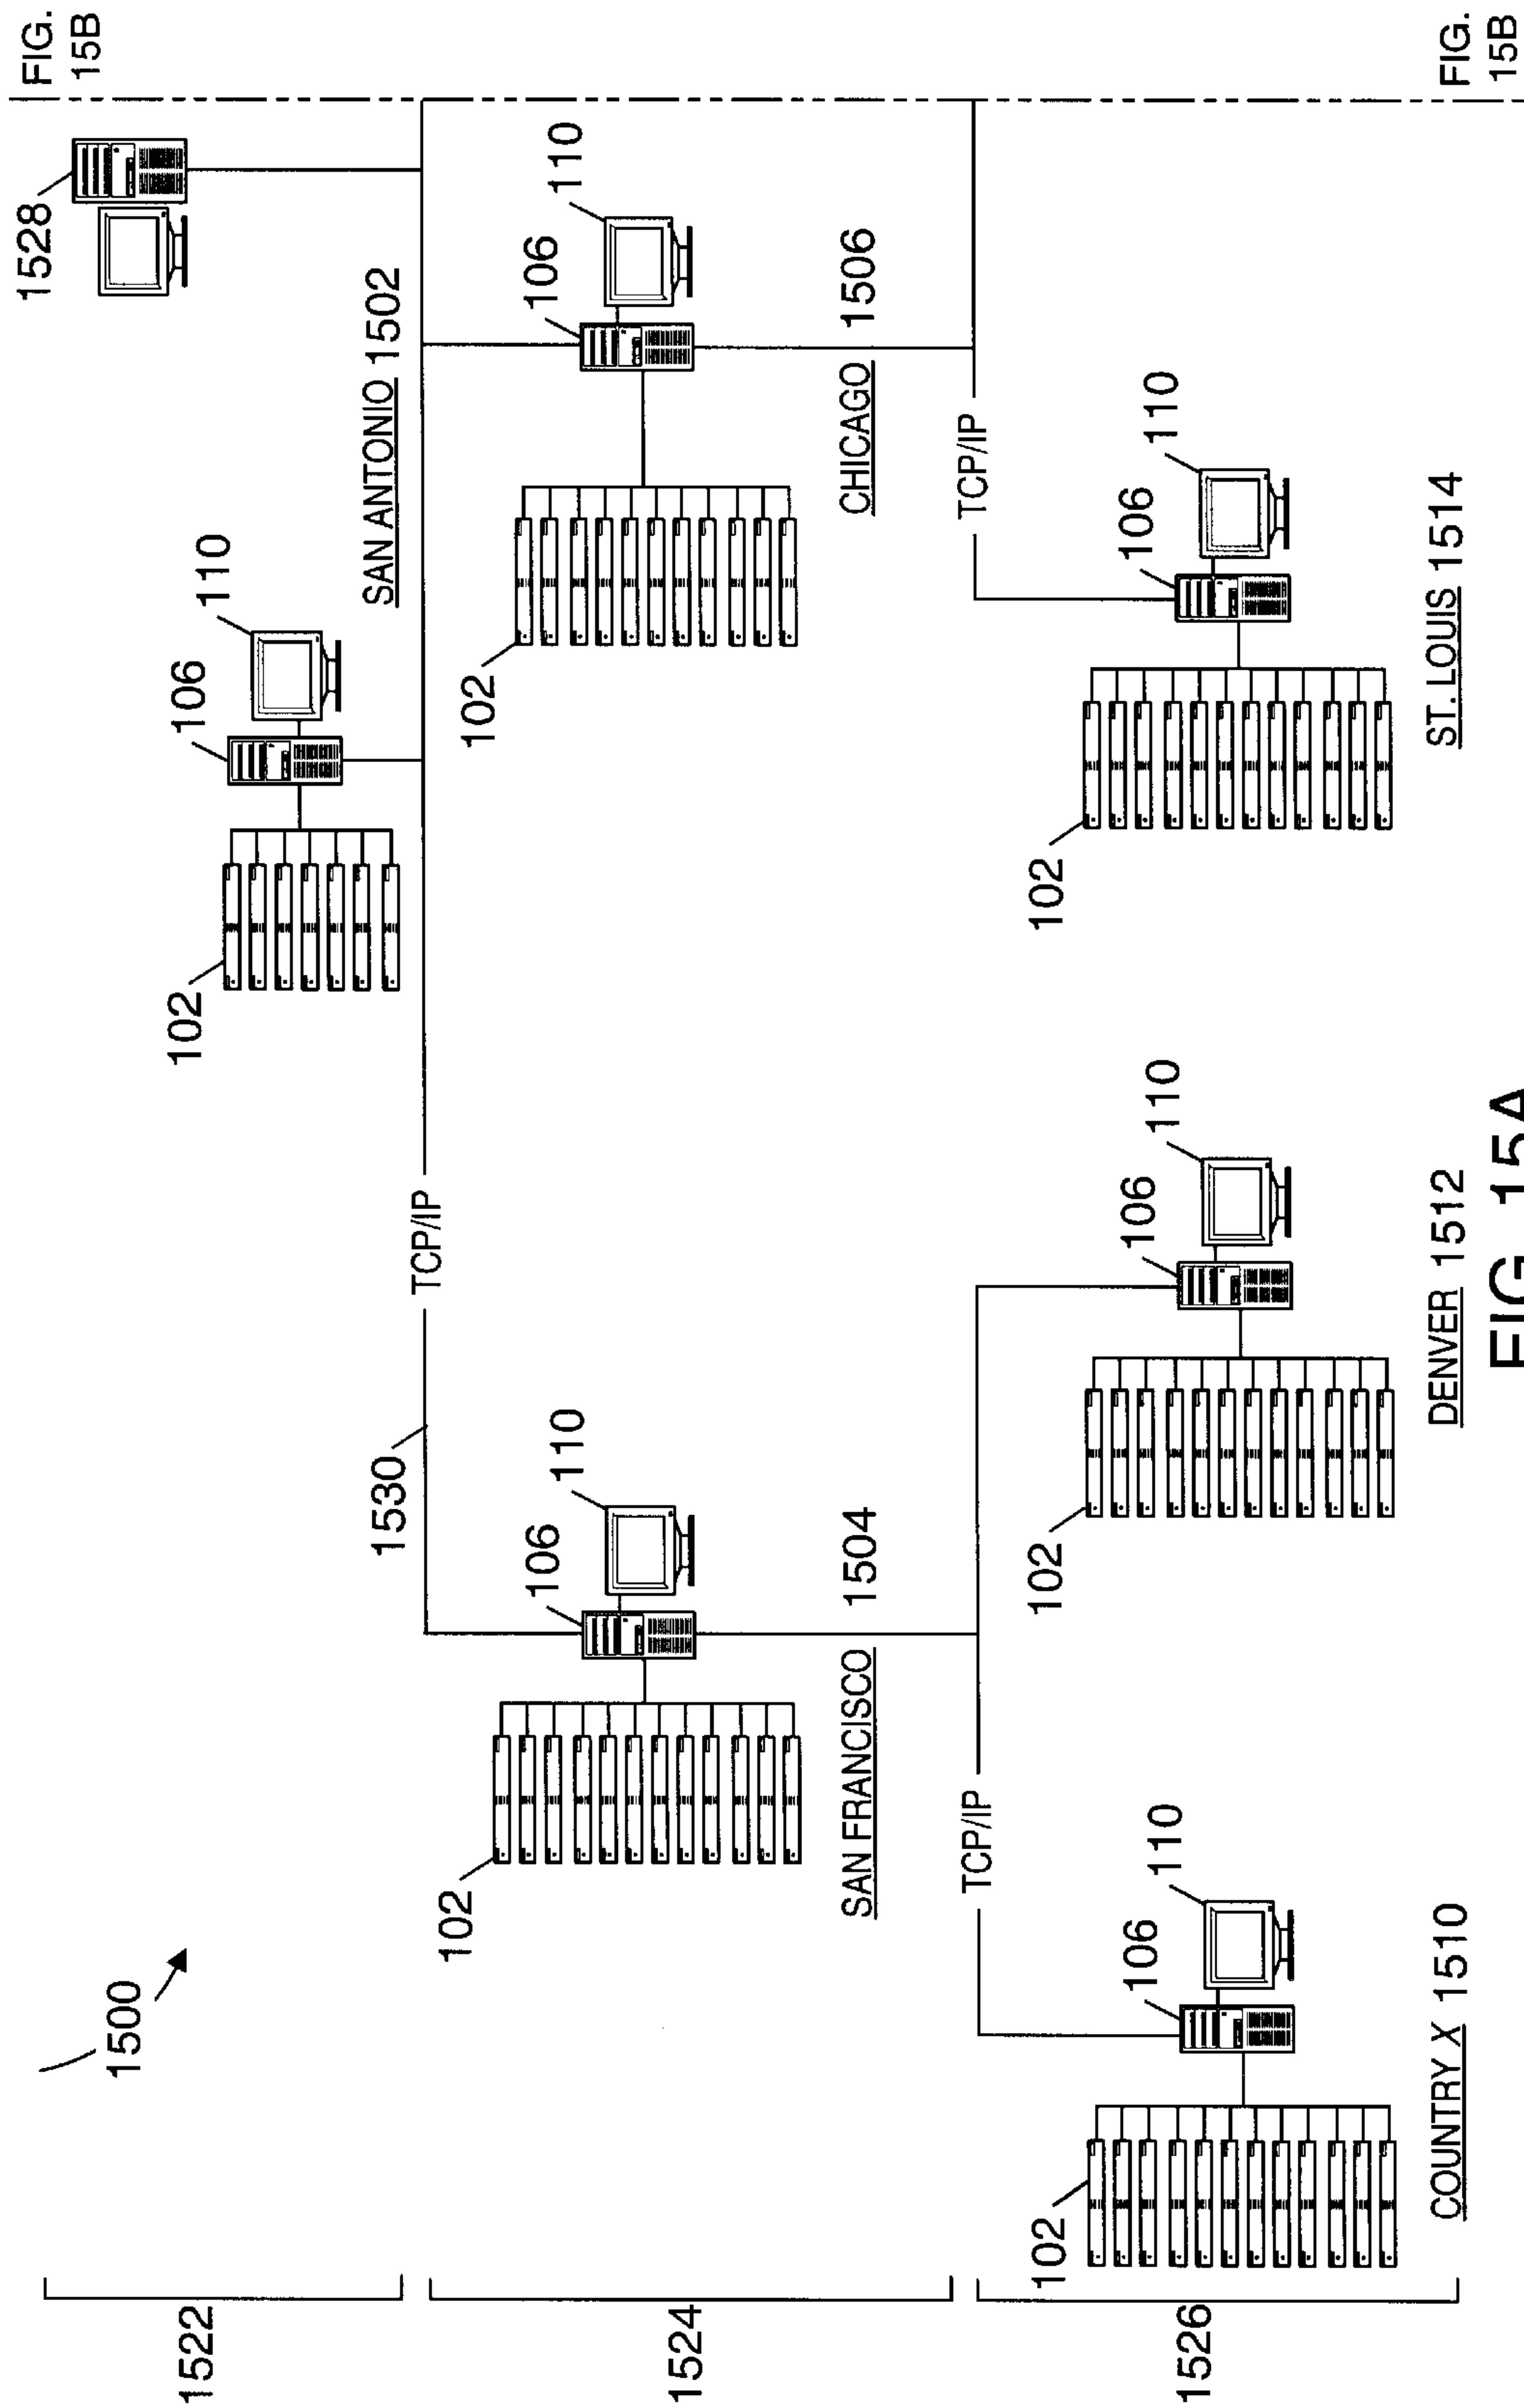 FIG.
15B
1528
1522
1500
102
106
110
SAN ANTONIO 1502
1530
TCP/IP
1524
102
106
110
SAN FRANCISCO 1504
102
106
110
CHICAGO 1506
TCP/IP
TCP/IP
1526
102
106
110
COUNTRY X 1510
102
106
110
DENVER 1512
102
106
110
ST. LOUIS 1514
FIG.
15B
FIG. 15A